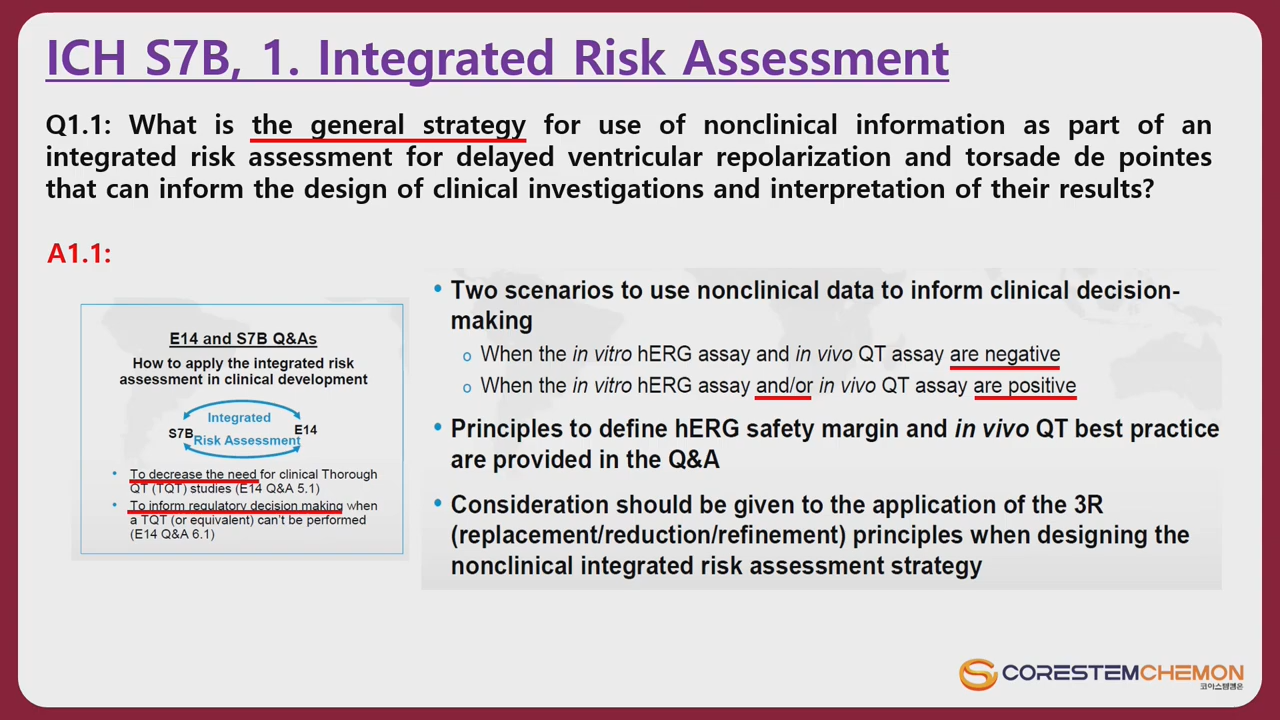 ICH S7B, 1. Integrated Risk Assessment
Q1.1: What is the general strategy for use of nonclinical information as part of an
integrated risk assessment for delayed ventricular repolarization and torsade de pointes
that can inform the design of clinical investigations and interpretation of their results?
A1.1:
E14 and S7B Q&As
How to apply the integrated risk
assessment in clinical development
Integrated
S7B
E14
Risk Assessment
• To decrease the need for clinical Thorough
QT (TQT) studies (E14 Q&A 5.1)
• To inform regulatory decision making when
a TQT (or equivalent) can't be performed
(E14 Q&A 6.1)
• Two scenarios to use nonclinical data to inform clinical decision-
making
o When the in vitro hERG assay and in vivo QT assay are negative
o When the in vitro hERG assay and/or in vivo QT assay are positive
• Principles to define hERG safety margin and in vivo QT best practice
are provided in the Q&A
• Consideration should be given to the application of the 3R
(replacement/reduction/refinement) principles when designing the
nonclinical integrated risk assessment strategy
CORESTEMCHEMON
코아스템켐온